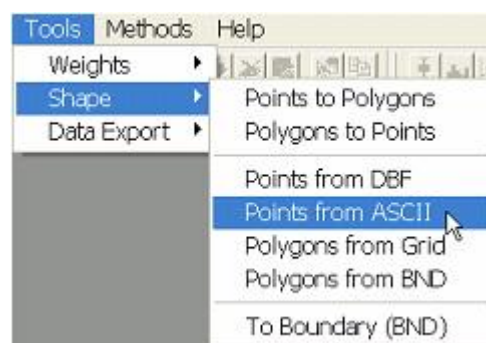 Tools Methods Help
Weights
Shape
Data Export
Points to Polygons
Polygons to Points
Points from DBF
Points from ASCII
Polygons from Grid
Polygons from BND
To Boundary (BND)